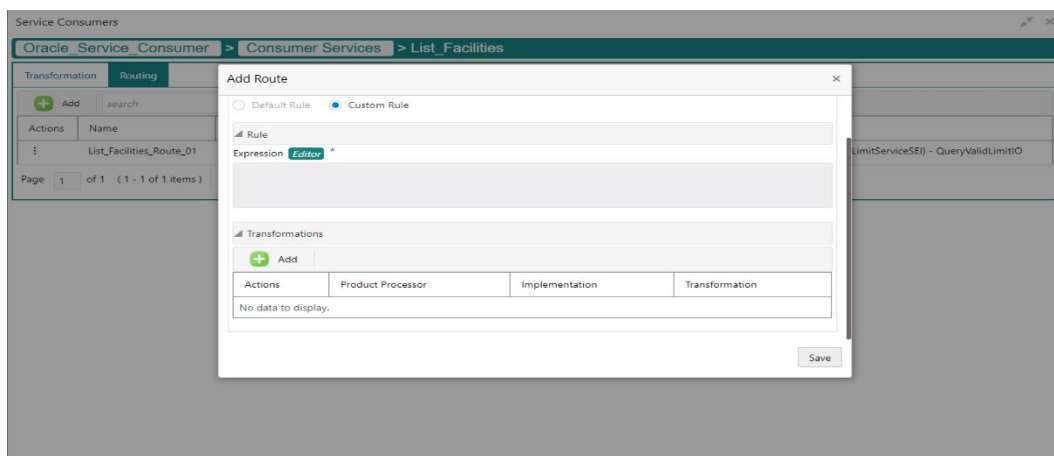 Service Consumers
Oracle_Service_Consumer > Consumer Services > List_Facilities
Transformation Routing
Add search
Actions Name
List_Facilities_Route_01
LimitServiceSEI) - QueryValidLimitIO
Page 1 of 1 (1 - 1 of 1 items)
Add Route
Default Rule Custom Rule
Rule
Expression Editor *
Transformations
Add
Actions Product Processor Implementation Transformation
No data to display.
Save